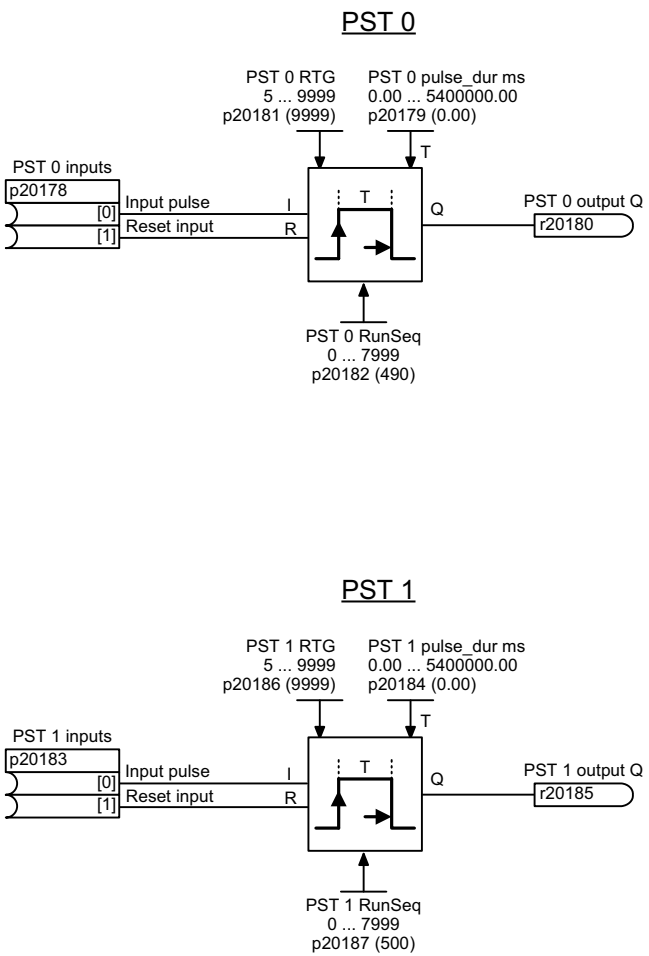 PST 0
PST 0 RTG
5 ... 9999
p20181 (9999)
PST 0 pulse_dur ms
0.00 ... 5400000.00
p20179 (0.00)
T
PST 0 inputs
p20178
[0]
Input pulse
I
[1]
Reset input
R
T
Q
PST 0 output Q
r20180
PST 0 RunSeq
0 ... 7999
p20182 (490)
PST 1
PST 1 RTG
5 ... 9999
p20186 (9999)
PST 1 pulse_dur ms
0.00 ... 5400000.00
p20184 (0.00)
T
PST 1 inputs
p20183
[0]
Input pulse
I
[1]
Reset input
R
T
Q
PST 1 output Q
r20185
PST 1 RunSeq
0 ... 7999
p20187 (500)